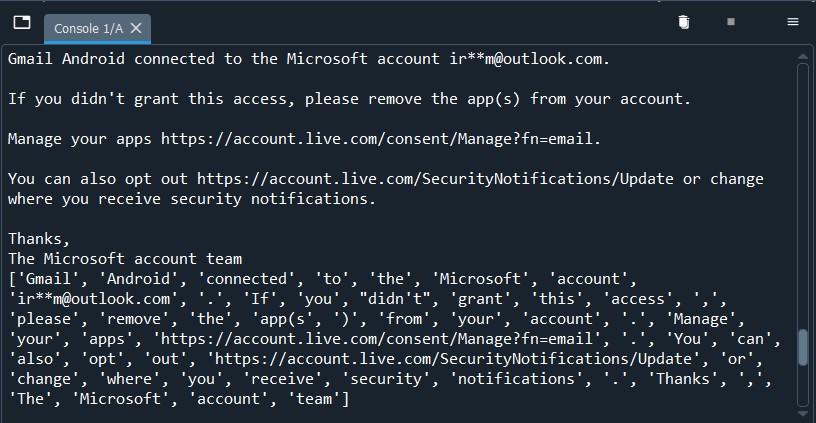 Console 1/A
Gmail Android connected to the Microsoft account ir**m@outlook.com.
If you didn't grant this access, please remove the app(s) from your account.
Manage your apps https://account.live.com/consent/Manage?fn=email.
You can also opt out https://account.live.com/SecurityNotifications/Update or change
where you receive security notifications.
Thanks,
The Microsoft account team
['Gmail', 'Android', 'connected', 'to', 'the', 'Microsoft', 'account',
'ir**m@outlook.com', '.', 'If', 'you', "didn't", 'grant', 'this', 'access', ',',
'please', 'remove', 'the', 'app(s', ')', 'from', 'your', 'account', '.', 'Manage',
'your', 'apps', 'https://account.live.com/consent/Manage?fn=email', '.', 'You', 'can',
'also', 'opt', 'out', 'https://account.live.com/SecurityNotifications/Update', 'or',
'change', 'where', 'you', 'receive', 'security', 'notifications', '.', 'Thanks', ',',
'The', 'Microsoft', 'account', 'team']